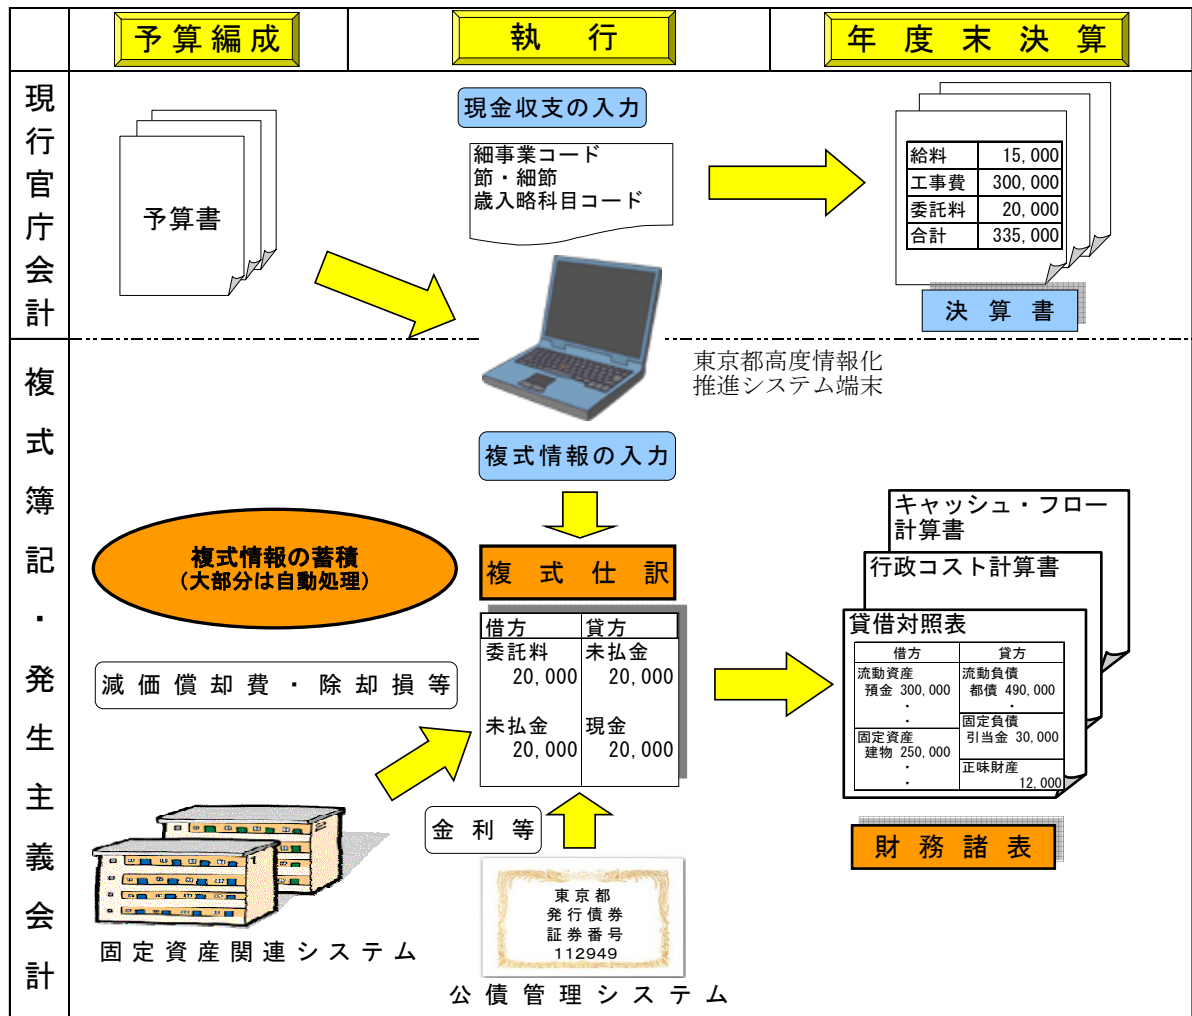 予算編成
執 行
年 度 末 決 算
現行官庁会計
予算書
現金収支の入力
細事業コード
節・細節
歳入略科目コード
給料 15,000
工事費 300,000
委託料 20,000
合計 335,000
決 算 書
東京都高度情報化
推進システム端末
複式簿記・発生主義会計
複式情報の入力
複式情報の蓄積
(大部分は自動処理)
複 式 仕 訳
借方 貸方
委託料 未払金
20,000 20,000
未払金 現金
20,000 20,000
減価償却費・除却損等
金利等
固定資産関連システム
東京都
発行債券
証券番号
112949
公債管理システム
キャッシュ・フロー
計算書
行政コスト計算書
貸借対照表
借方 貸方
流動資産 流動負債
預金 300,000 都債 490,000
・ ・
・ 固定負債
固定資産 引当金 30,000
建物 250,000
・ 正味財産
・ 12,000
財 務 諸 表